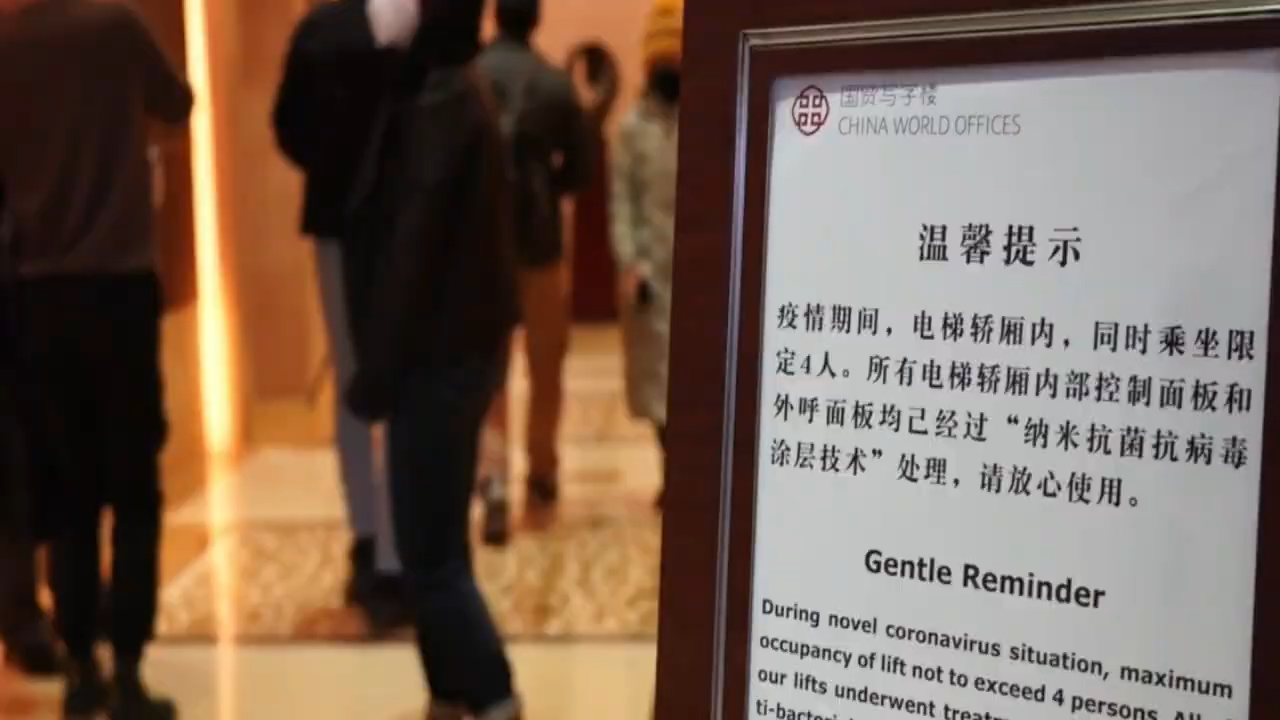 国贸写字楼
CHINA WORLD OFFICES
温馨提示
疫情期间，电梯轿厢内，同时乘坐限
定4人。所有电梯轿厢内部控制面板和
外呼面板均已经过“纳米抗菌抗病毒
涂层技术”处理，请放心使用。
Gentle Reminder
During novel coronavirus situation, maximum
occupancy of lift not to exceed 4 persons. All
our lifts underwent